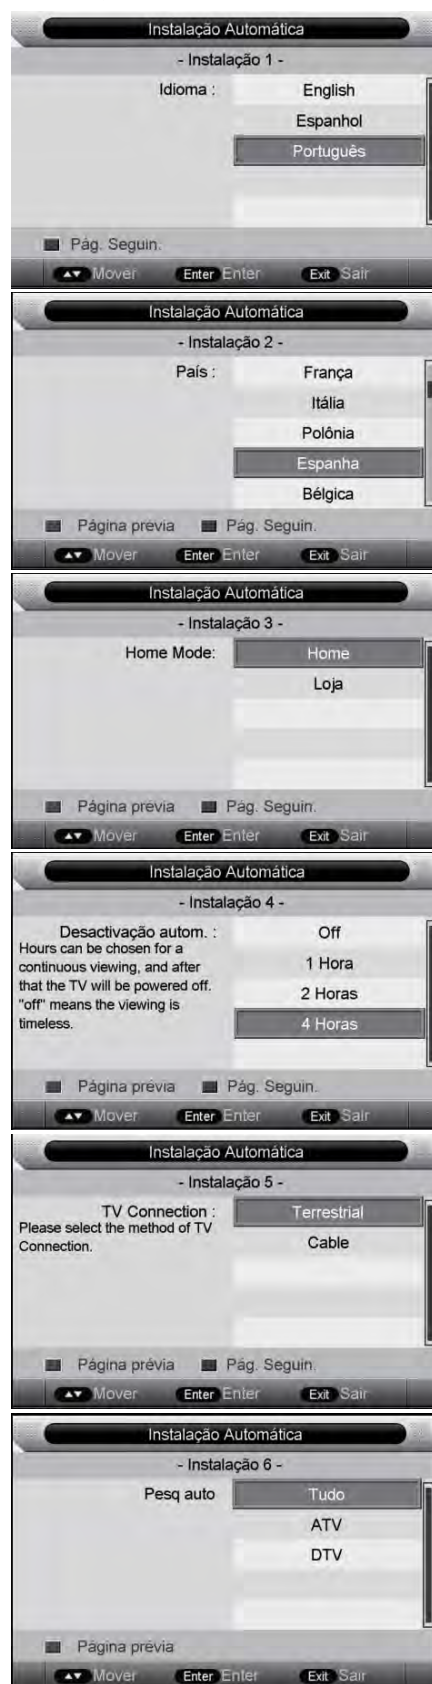 Instalação Automática
- Instalação 1 -
Idioma : English
Espanhol
Português
Pág. Seguin.
Mover Enter Enter Exit Sair
Instalação Automática
- Instalação 2 -
País : França
Itália
Polônia
Espanha
Bélgica
Página prévia Pág. Seguin.
Mover Enter Enter Exit Sair
Instalação Automática
- Instalação 3 -
Home Mode: Home
Loja
Página prévia Pág. Seguin.
Mover Enter Enter Exit Sair
Instalação Automática
- Instalação 4 -
Desactivação autom. : Off
Hours can be chosen for a
continuous viewing, and after 1 Hora
that the TV will be powered off. 2 Horas
"off" means the viewing is
timeless. 4 Horas
Página prévia Pág. Seguin.
Mover Enter Enter Exit Sair
Instalação Automática
- Instalação 5 -
TV Connection : Terrestrial
Please select the method of TV
Connection. Cable
Página prévia Pág. Seguin.
Mover Enter Enter Exit Sair
Instalação Automática
- Instalação 6 -
Pesq auto Tudo
ATV
DTV
Página prévia
Mover Enter Enter Exit Sair